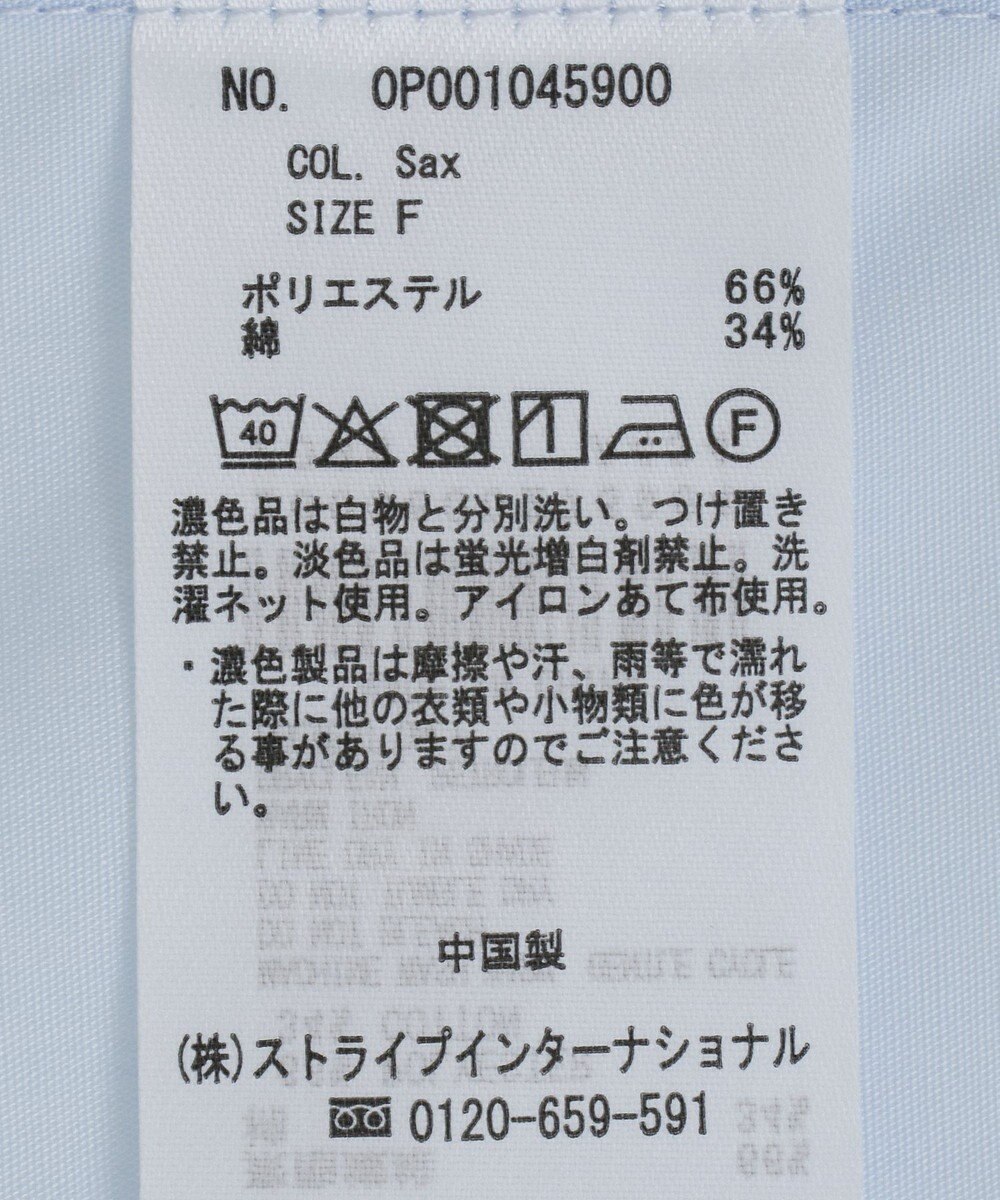 NO. 0P001045900
COL. Sax
SIZE F
ポリエステル 66%
綿 34%
40 F
濃色品は白物と分別洗い。つけ置き
禁止。淡色品は蛍光増白剤禁止。洗
濯ネット使用。アイロンあて布使用。
・濃色製品は摩擦や汗、雨等で濡れ
た際に他の衣類や小物類に色が移
る事がありますのでご注意くださ
い。
中国製
(株)ストライプインターナショナル
0120-659-591